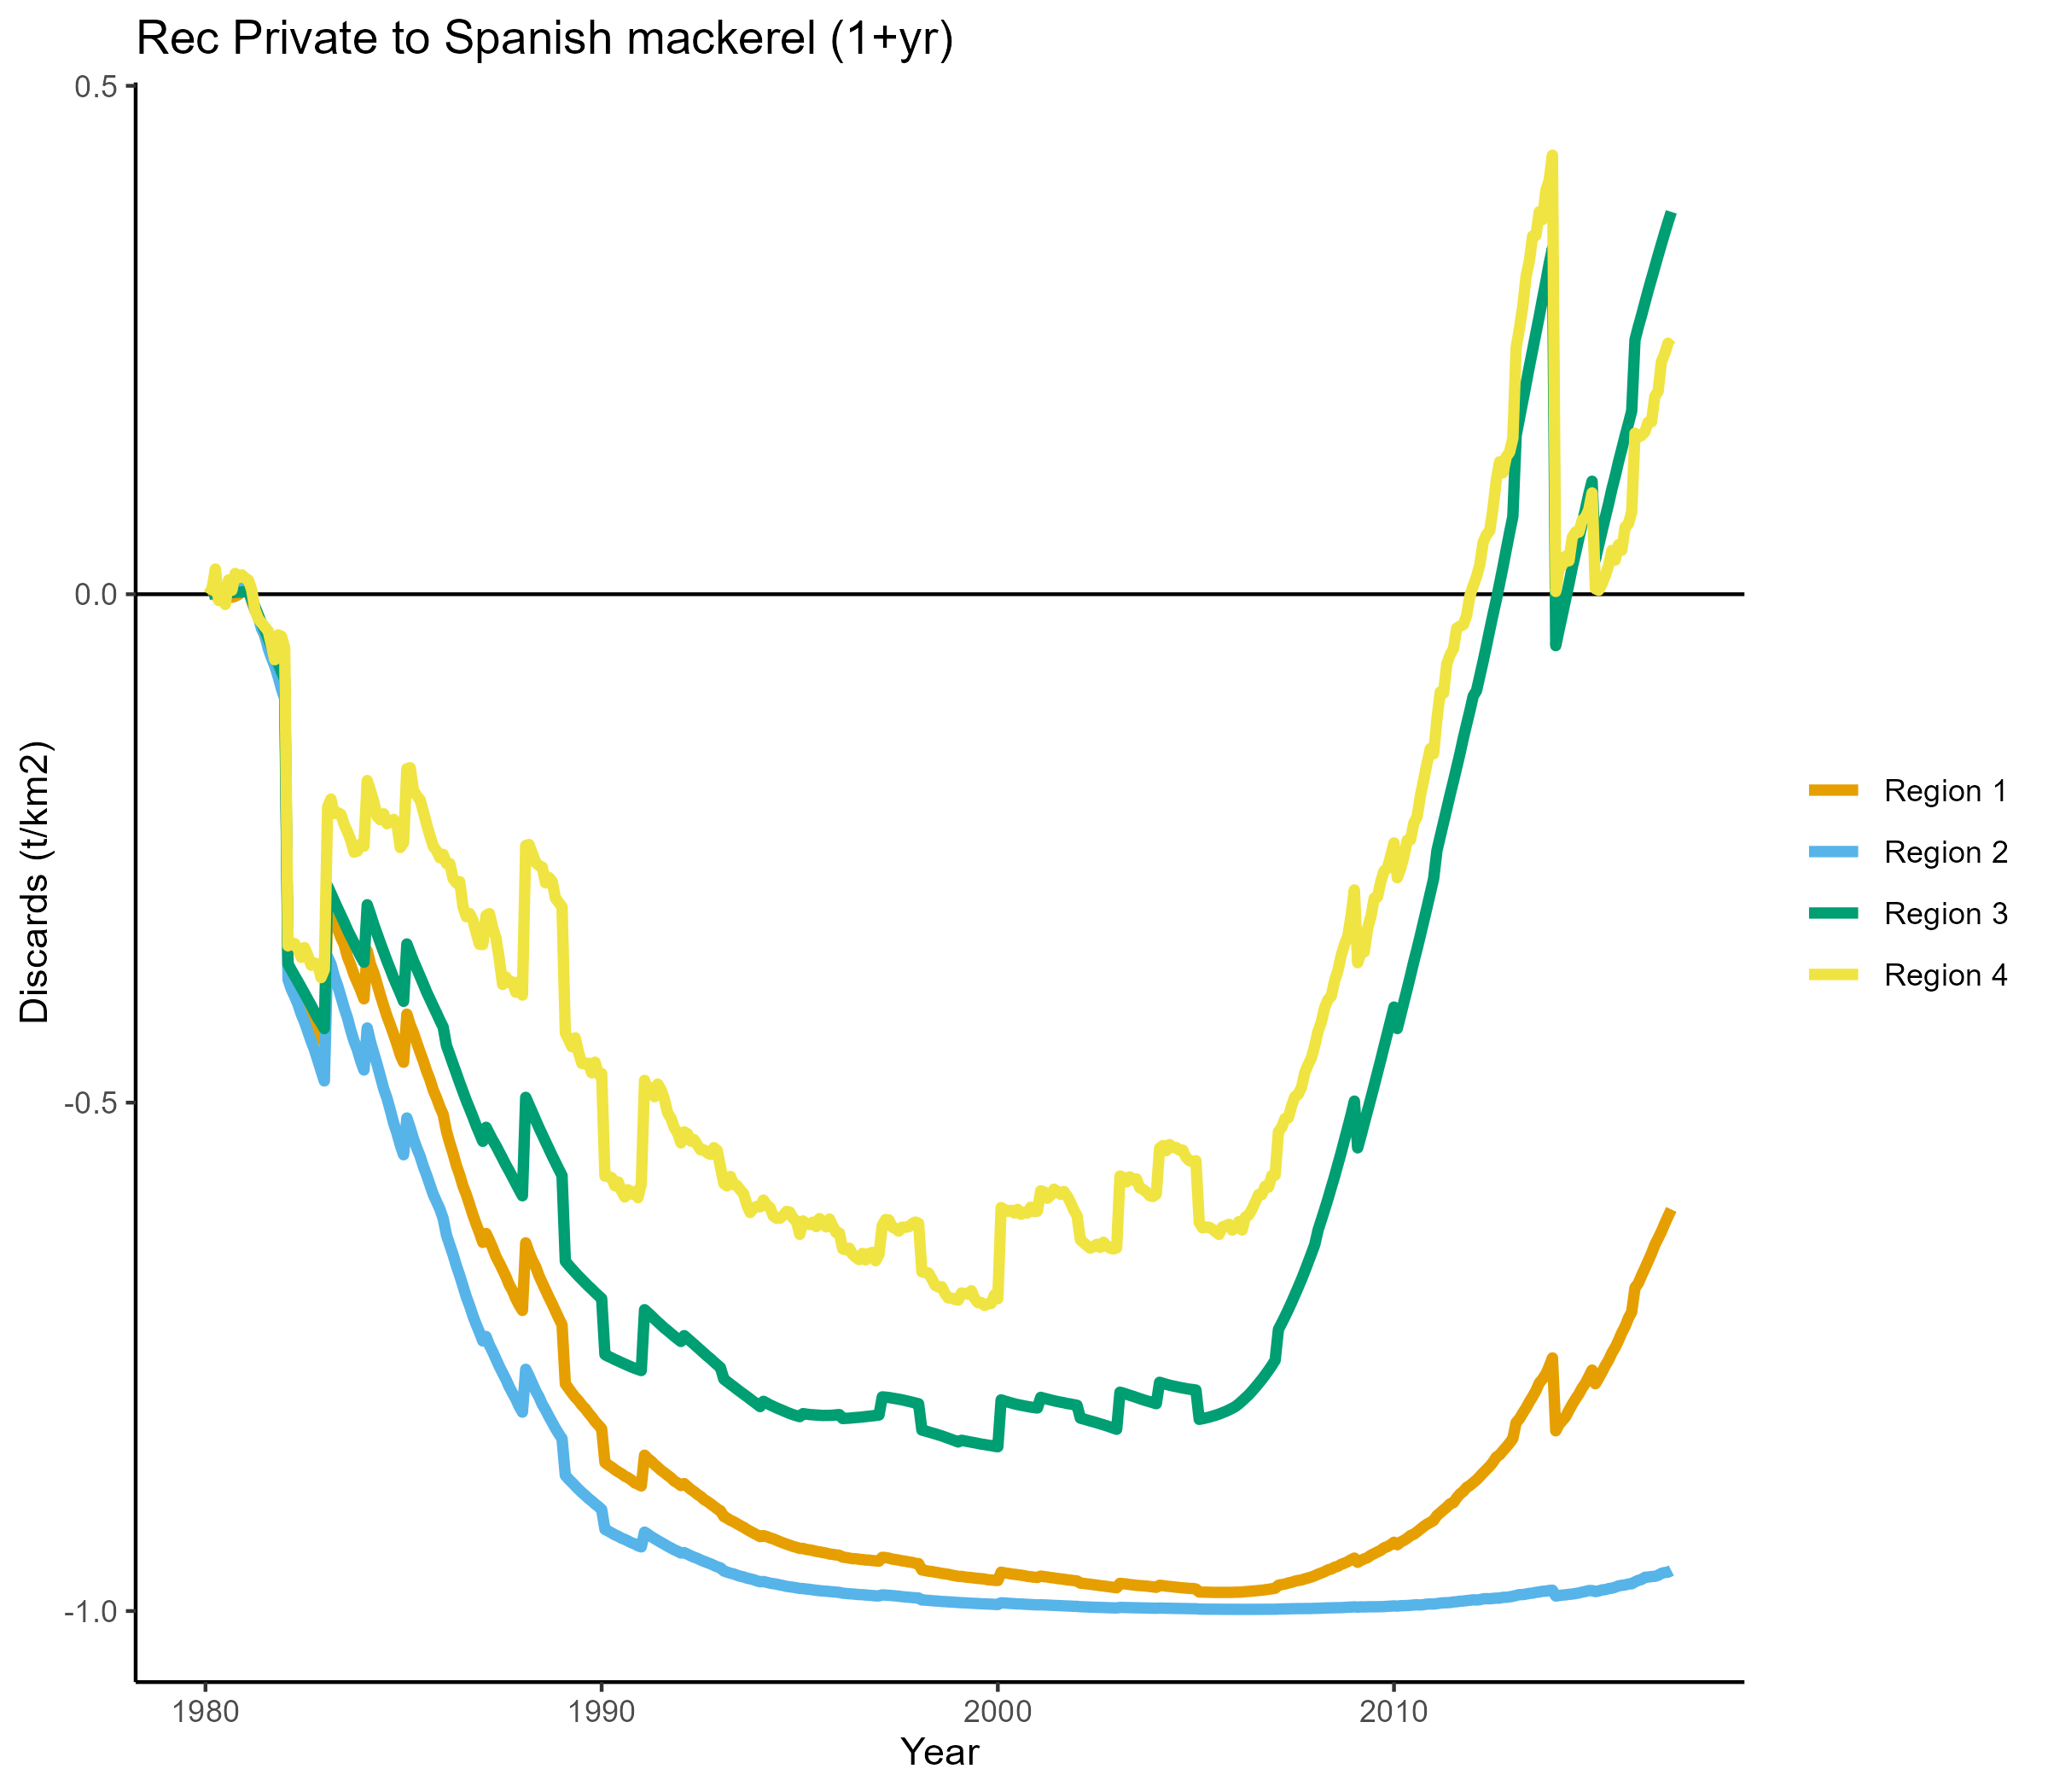 Rec Private to Spanish mackerel (1+yr)
0.5
0.0
-0.5
-1.0
Discards (t/km2)
1980
1990
2000
2010
Year
Region 1
Region 2
Region 3
Region 4